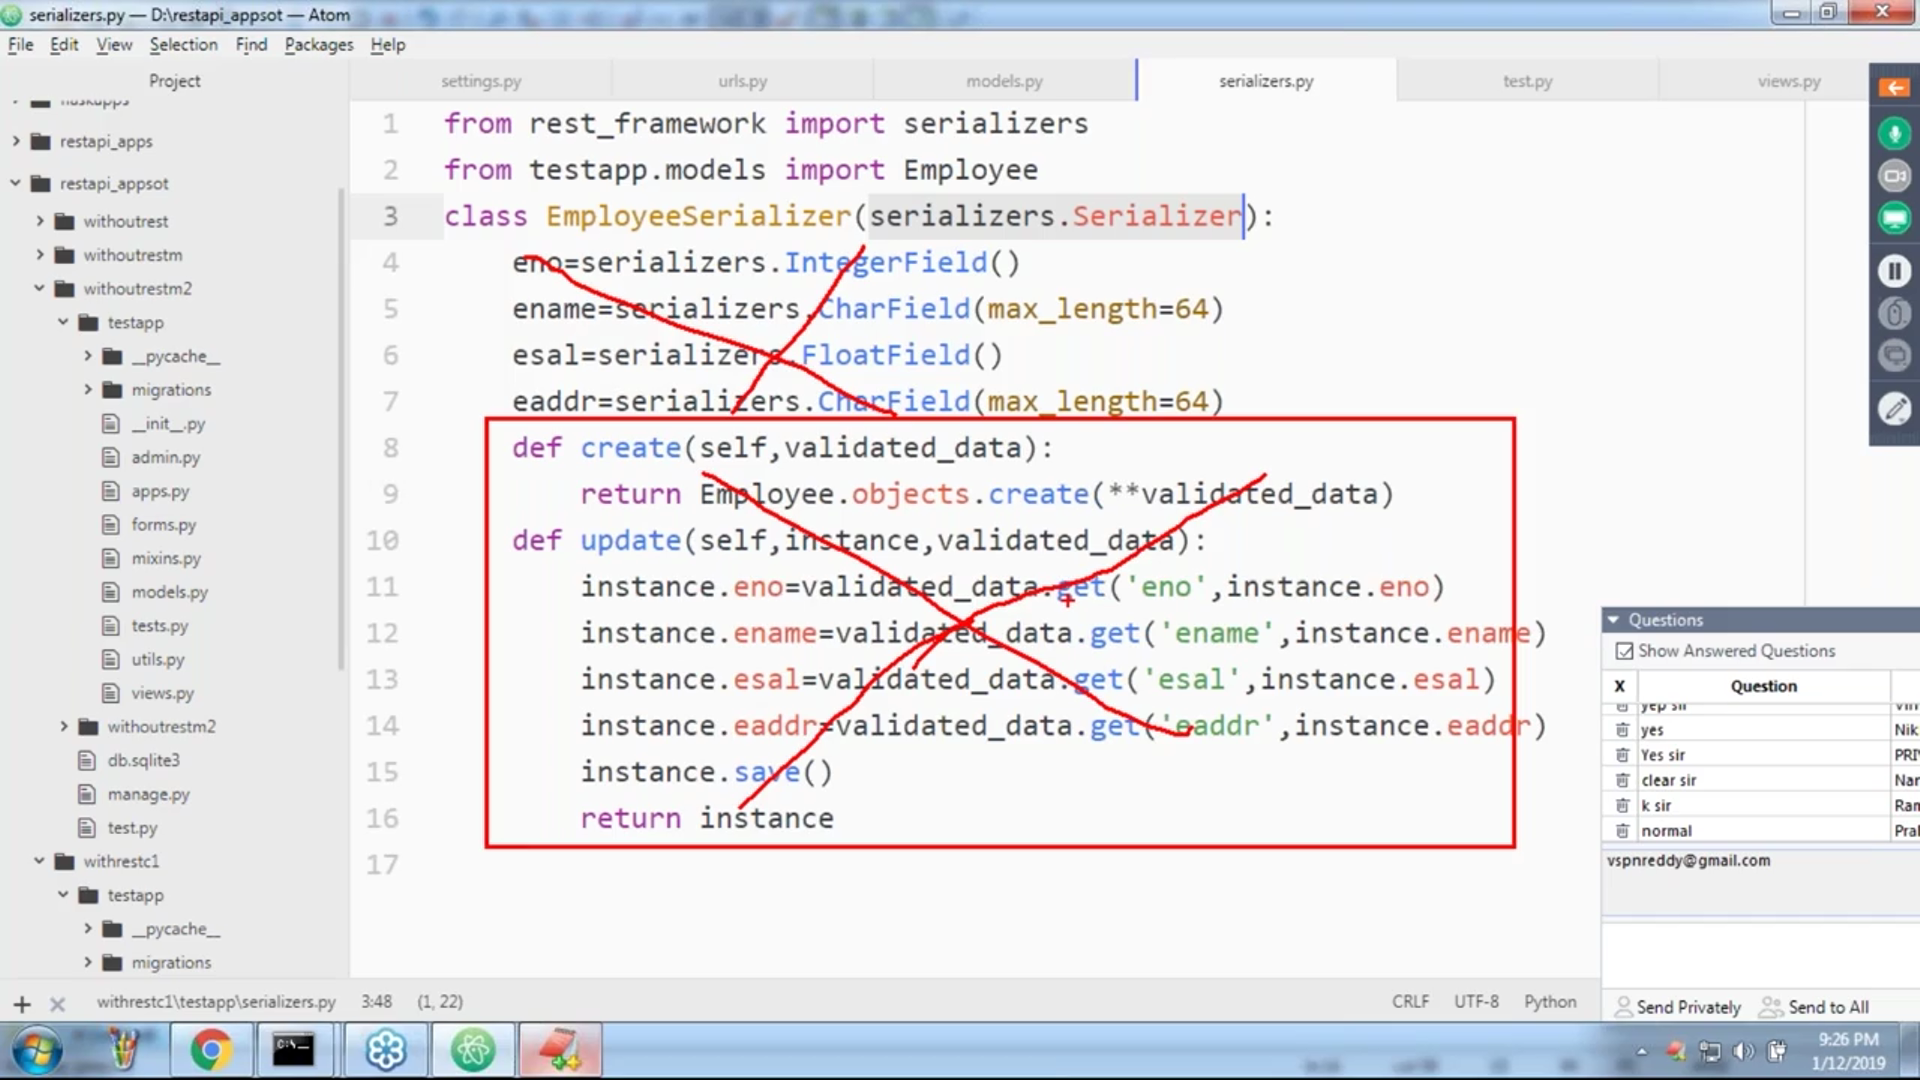 serializers.py — D:\restapi_appsot — Atom
File Edit View Selection Find Packages Help
Project
settings.py
urls.py
models.py
serializers.py
test.py
views.py
restapi_apps
restapi_appsot
withoutrest
withoutrestm
withoutrestm2
testapp
__pycache__
migrations
__init__.py
admin.py
apps.py
forms.py
mixins.py
models.py
tests.py
utils.py
views.py
withoutrestm2
db.sqlite3
manage.py
test.py
withrestc1
testapp
__pycache__
migrations
1 from rest_framework import serializers
2 from testapp.models import Employee
3 class EmployeeSerializer(serializers.Serializer):
4 eno=serializers.IntegerField()
5 ename=serializers.CharField(max_length=64)
6 esal=serializers.FloatField()
7 eaddr=serializers.CharField(max_length=64)
8 def create(self,validated_data):
9 return Employee.objects.create(**validated_data)
10 def update(self,instance,validated_data):
11 instance.eno=validated_data.get('eno',instance.eno)
12 instance.ename=validated_data.get('ename',instance.ename)
13 instance.esal=validated_data.get('esal',instance.esal)
14 instance.eaddr=validated_data.get('eaddr',instance.eaddr)
15 instance.save()
16 return instance
17
Questions
Show Answered Questions
X Question
yep sir
yes Nik
Yes sir PRI
clear sir Nar
k sir Ram
normal Pral
vspnreddy@gmail.com
Send Privately Send to All
withrestc1\testapp\serializers.py 3:48 (1, 22) CRLF UTF-8 Python
9:26 PM
1/12/2019